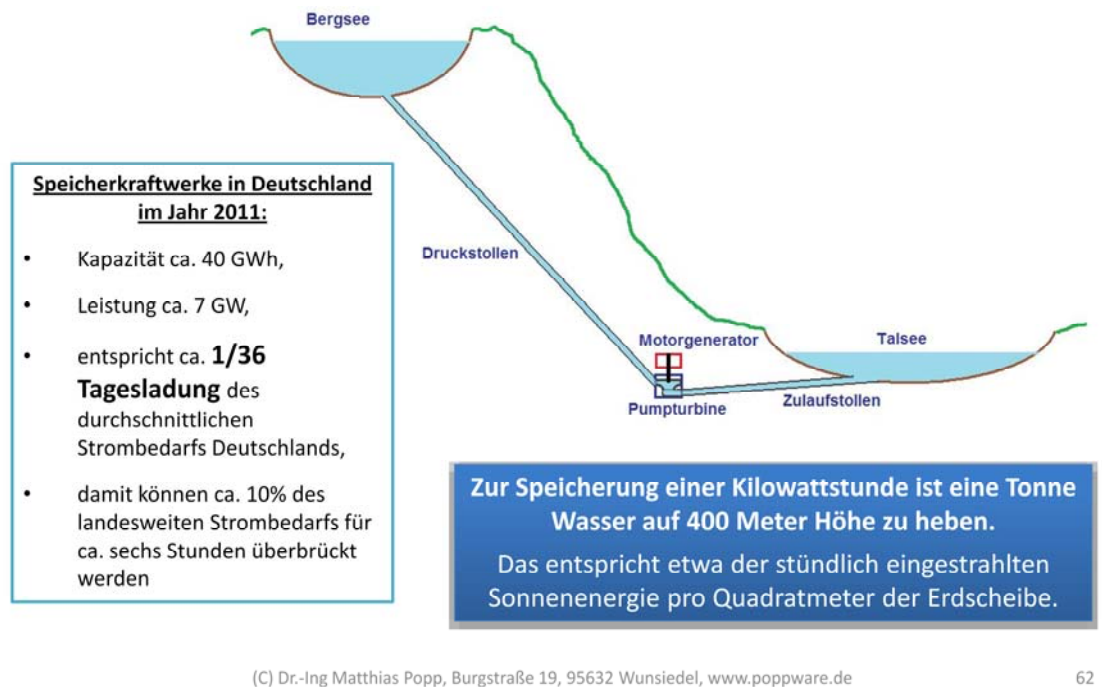 Bergsee
Speicherkraftwerke in Deutschland
im Jahr 2011:
• Kapazität ca. 40 GWh,
• Leistung ca. 7 GW,
• entspricht ca. 1/36
Tagesladung des
durchschnittlichen
Strombedarfs Deutschlands,
• damit können ca. 10% des
landesweiten Strombedarfs für
ca. sechs Stunden überbrückt
werden
Druckstollen
Motorgenerator
Talsee
Pumpturbine
Zulaufstollen
Zur Speicherung einer Kilowattstunde ist eine Tonne
Wasser auf 400 Meter Höhe zu heben.
Das entspricht etwa der stündlich eingestrahlten
Sonnenenergie pro Quadratmeter der Erdscheibe.
(C) Dr.-Ing Matthias Popp, Burgstraße 19, 95632 Wunsiedel, www.poppware.de
62